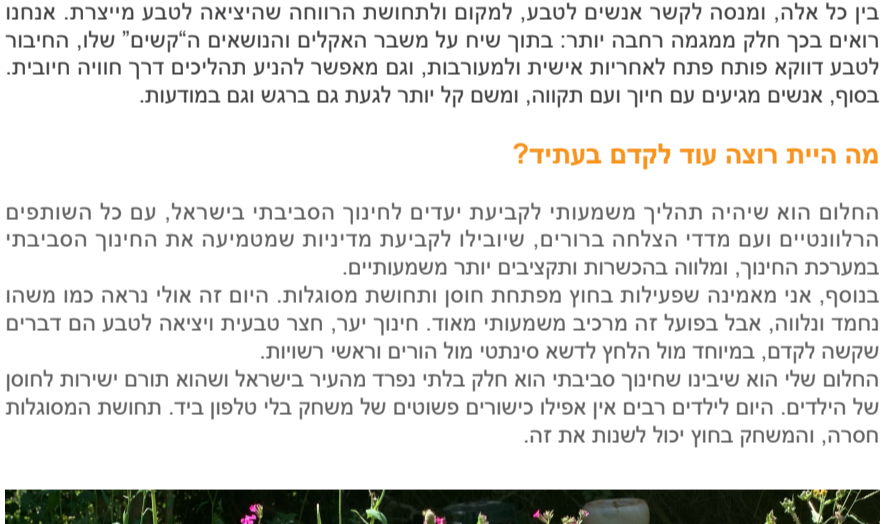 בין כל אלה, ומנסה לקשר אנשים לטבע, למקום ולתחושת הרווחה שהיציאה לטבע מייצרת. אנחנו
רואים בכך חלק ממגמה רחבה יותר: בתוך שיח על משבר האקלים והנושאים ה“קשים” שלו, החיבור
לטבע דווקא פותח פתח לאחריות אישית ולמעורבות, וגם מאפשר להניע תהליכים דרך חוויה חיובית.
בסוף, אנשים מגיעים עם חיוך ועם תקווה, ומשם קל יותר לגעת גם ברגש וגם במודעות.
מה היית רוצה עוד לקדם בעתיד?
החלום הוא שיהיה תהליך משמעותי לקביעת יעדים לחינוך הסביבתי בישראל, עם כל השותפים
הרלוונטיים ועם מדדי הצלחה ברורים, שיובילו לקביעת מדיניות שמטמיעה את החינוך הסביבתי
במערכת החינוך, ומלווה בהכשרות ותקציבים יותר משמעותיים.
בנוסף, אני מאמינה שפעילות בחוץ מפתחת חוסן ותחושת מסוגלות. היום זה אולי נראה כמו משהו
נחמד ונלווה, אבל בפועל זה מרכיב משמעותי מאוד. חינוך יער, חצר טבעית ויציאה לטבע הם דברים
שקשה לקדם, במיוחד מול הלחץ לדשא סינתטי מול הורים וראשי רשויות.
החלום שלי הוא שיבינו שחינוך סביבתי הוא חלק בלתי נפרד מהעיר בישראל ושהוא תורם ישירות לחוסן
של הילדים. היום לילדים רבים אין אפילו כישורים פשוטים של משחק בלי טלפון ביד. תחושת המסוגלות
חסרה, והמשחק בחוץ יכול לשנות את זה.